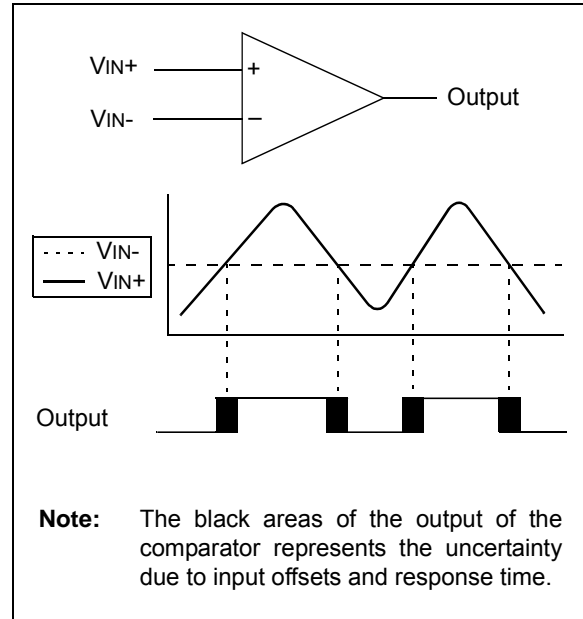 VIN+
+
Output
VIN-
–
VIN-
VIN+
Output
Note: The black areas of the output of the
comparator represents the uncertainty
due to input offsets and response time.